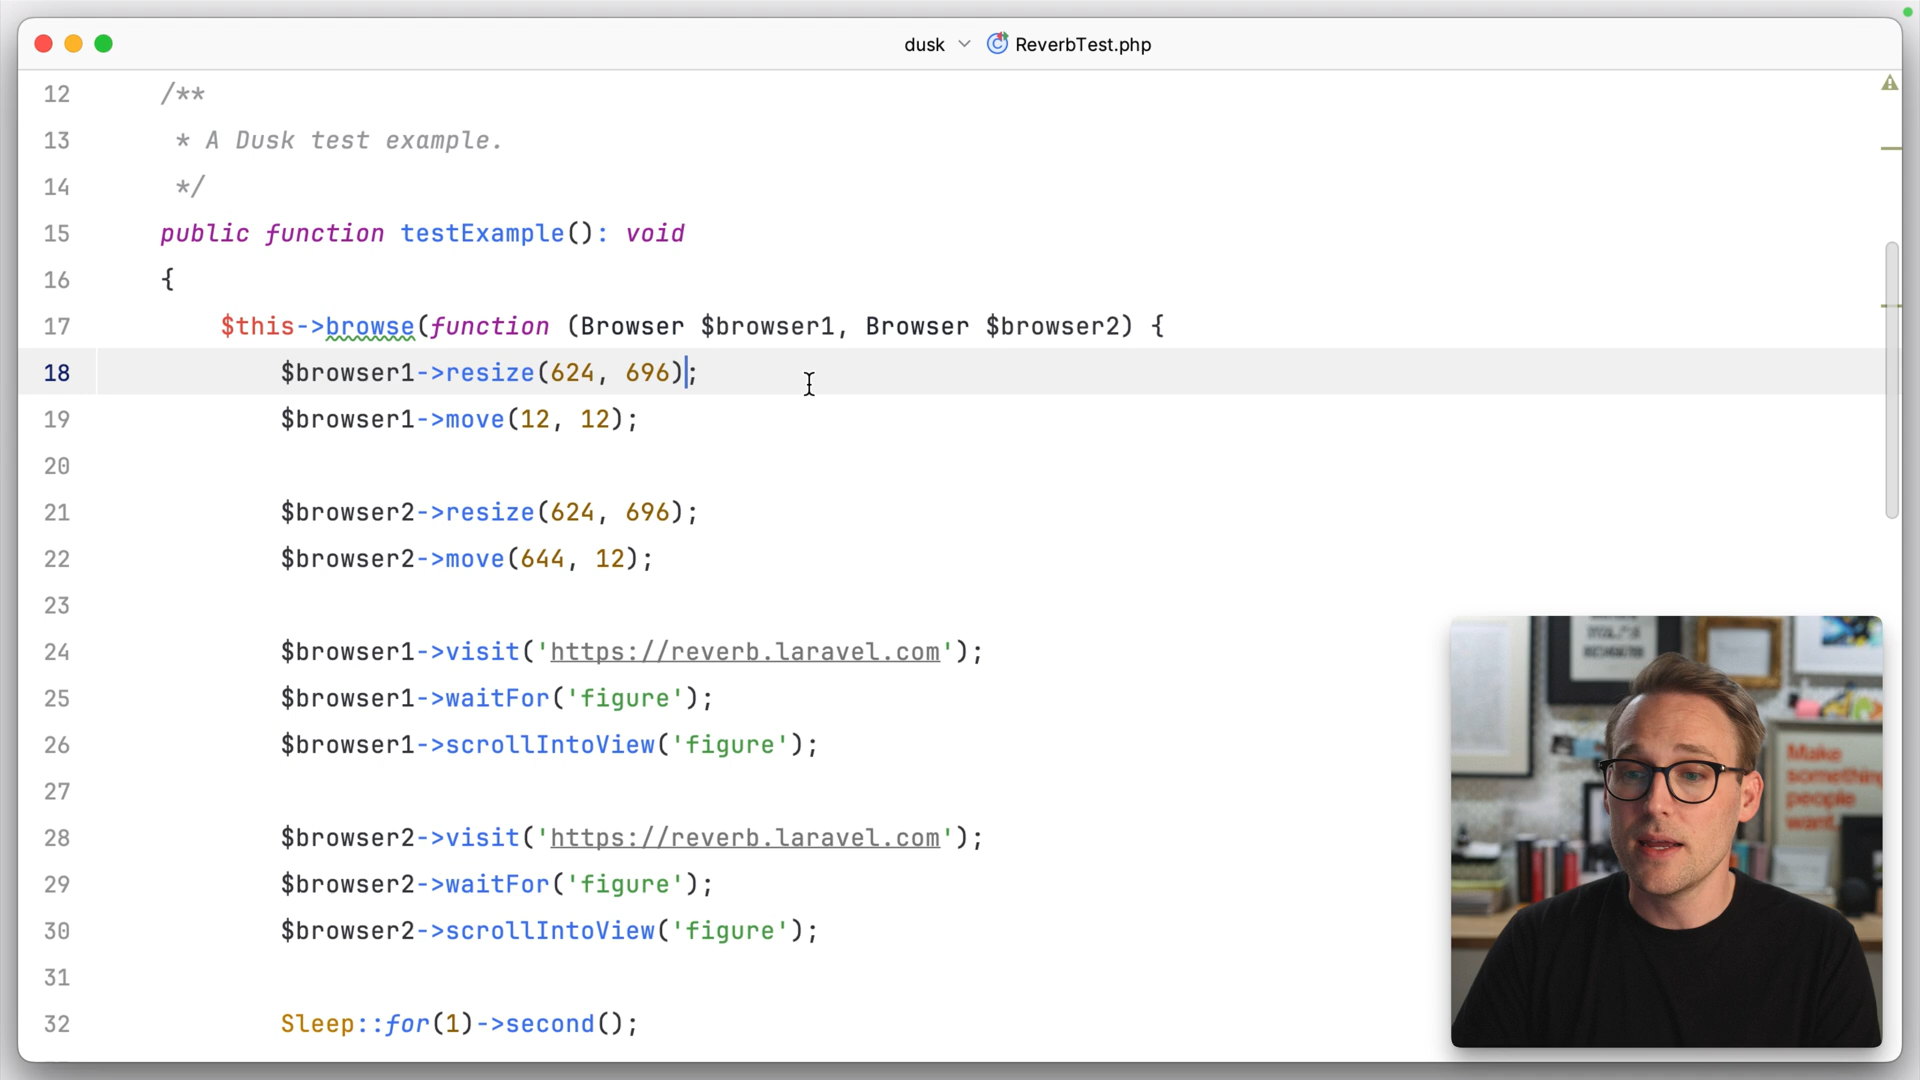 dusk ReverbTest.php
12 /**
13 * A Dusk test example.
14 */
15 public function testExample(): void
16 {
17 $this->browse(function (Browser $browser1, Browser $browser2) {
18 $browser1->resize(624, 696);
19 $browser1->move(12, 12);
20
21 $browser2->resize(624, 696);
22 $browser2->move(644, 12);
23
24 $browser1->visit('https://reverb.laravel.com');
25 $browser1->waitFor('figure');
26 $browser1->scrollIntoView('figure');
27
28 $browser2->visit('https://reverb.laravel.com');
29 $browser2->waitFor('figure');
30 $browser2->scrollIntoView('figure');
31
32 Sleep::for(1)->second();
Make
something
people
want.